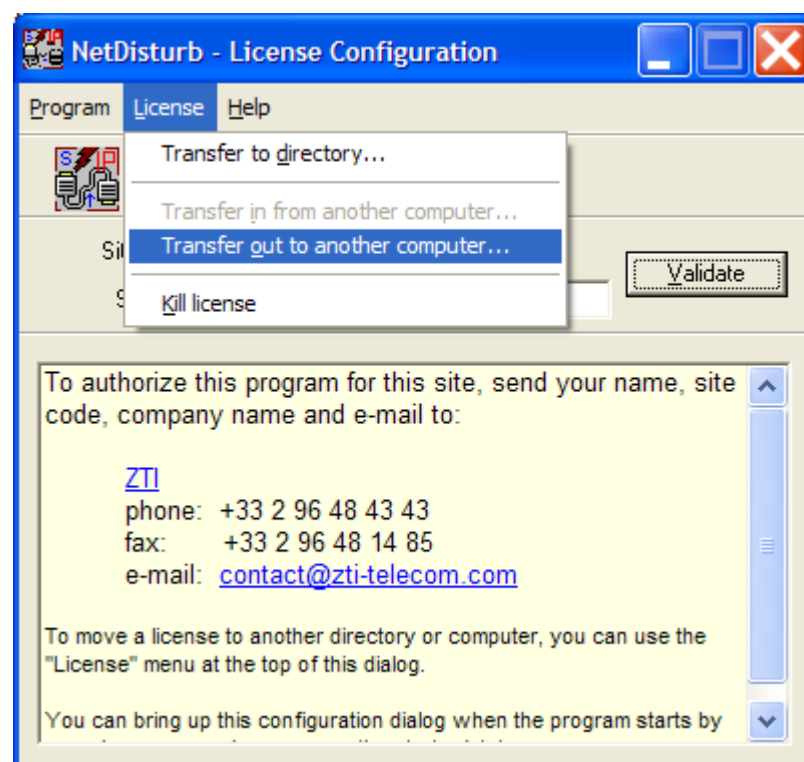 NetDisturb - License Configuration
Program License Help
Transfer to directory...
Transfer in from another computer...
Transfer out to another computer...
Kill license
Validate
To authorize this program for this site, send your name, site
code, company name and e-mail to:
ZTI
phone: +33 2 96 48 43 43
fax: +33 2 96 48 14 85
e-mail: contact@zti-telecom.com
To move a license to another directory or computer, you can use the
"License" menu at the top of this dialog.
You can bring up this configuration dialog when the program starts by